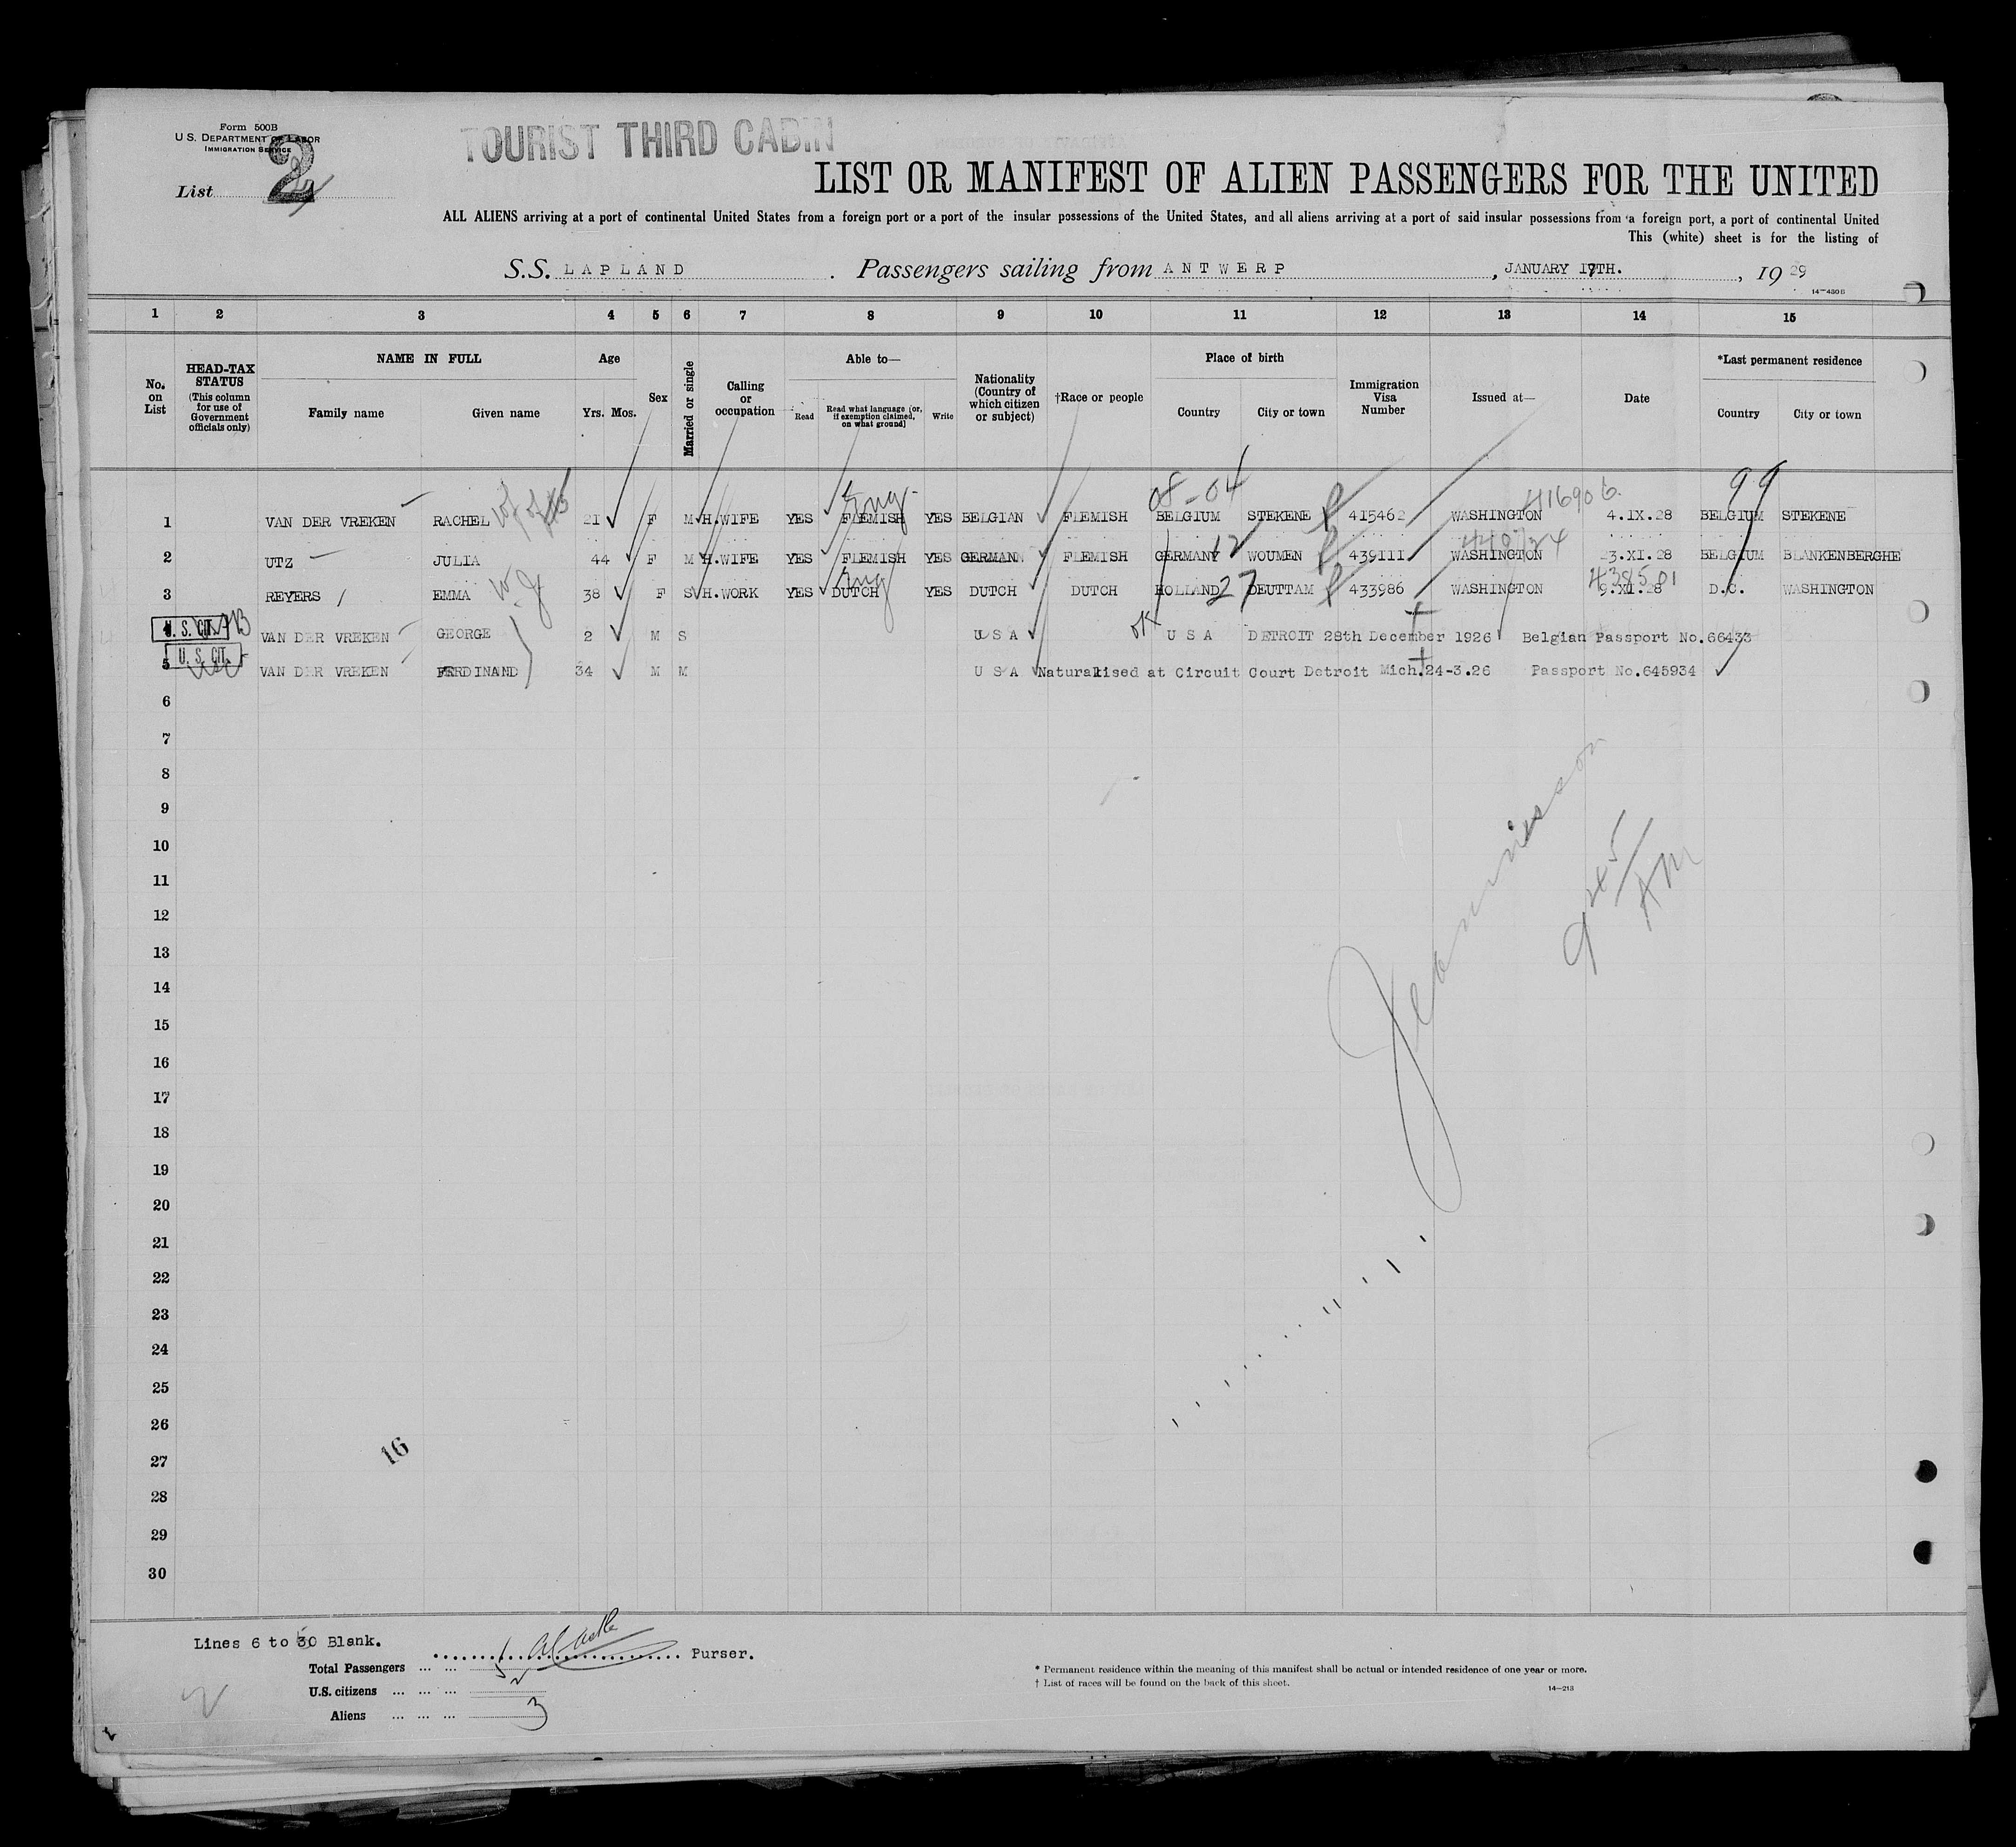 Form 500B
U. S. DEPARTMENT OF LABOR
IMMIGRATION SERVICE
TOURIST THIRD CABIN
List 2
LIST OR MANIFEST OF ALIEN PASSENGERS FOR THE UNITED
ALL ALIENS arriving at a port of continental United States from a foreign port or a port of the insular possessions of the United States, and all aliens arriving at a port of said insular possessions from a foreign port, a port of continental United
This (white) sheet is for the listing of
S.S. LAPLAND. Passengers sailing from ANTWERP, JANUARY 17TH., 1929
14-430B
1 2 3 4 5 6 7 8 9 10 11 12 13 14 15
No. on List
HEAD-TAX STATUS (This column for use of Government officials only)
NAME IN FULL Family name Given name
Age Yrs. Mos.
Sex
Married or single
Calling or occupation
Able to— Read Read what language (or, if exemption claimed, on what ground) Write
Nationality (Country of which citizen or subject)
†Race or people
Place of birth Country City or town
Immigration Visa Number
Issued at—
Date
*Last permanent residence Country City or town
Eng. 08-04 416906. 99
1 VAN DER VREKEN RACHEL 21 F M H.WIFE YES FLEMISH YES BELGIAN FLEMISH BELGIUM STEKENE 415462 WASHINGTON 4.IX.28 BELGIUM STEKENE
2 UTZ JULIA 44 F M H.WIFE YES FLEMISH YES GERMAN FLEMISH GERMANY 12 WOUMEN 439111 WASHINGTON 23.XI.28 BELGIUM BLANKENBERGHE
Eng 438501
3 REYERS EMMA 38 F S H.WORK YES DUTCH YES DUTCH DUTCH HOLLAND 27 DEUTTAM 433986 WASHINGTON 9.XI.28 D.C. WASHINGTON
U. S. CIT. VAN DER VREKEN GEORGE 2 M S U S A OK U S A DETROIT 28th December 1926 Belgian Passport No.66433
U. S. CIT.
5 VAN DER VREKEN FERDINAND 34 M M U S A Naturalised at Circuit Court Detroit Mich.24-3.26 Passport No.645934
6
7
8
9
10
11
12
13
14
15
16
17
18
19
20
21
22
23
24
25
26
27
28
29
30
9 45 AM
16
Lines 6 to 30 Blank.
Purser.
Total Passengers ... ... 5
U.S. citizens ... ... ... 2
Aliens ... ... ... 3
* Permanent residence within the meaning of this manifest shall be actual or intended residence of one year or more.
† List of races will be found on the back of this sheet.
14-213